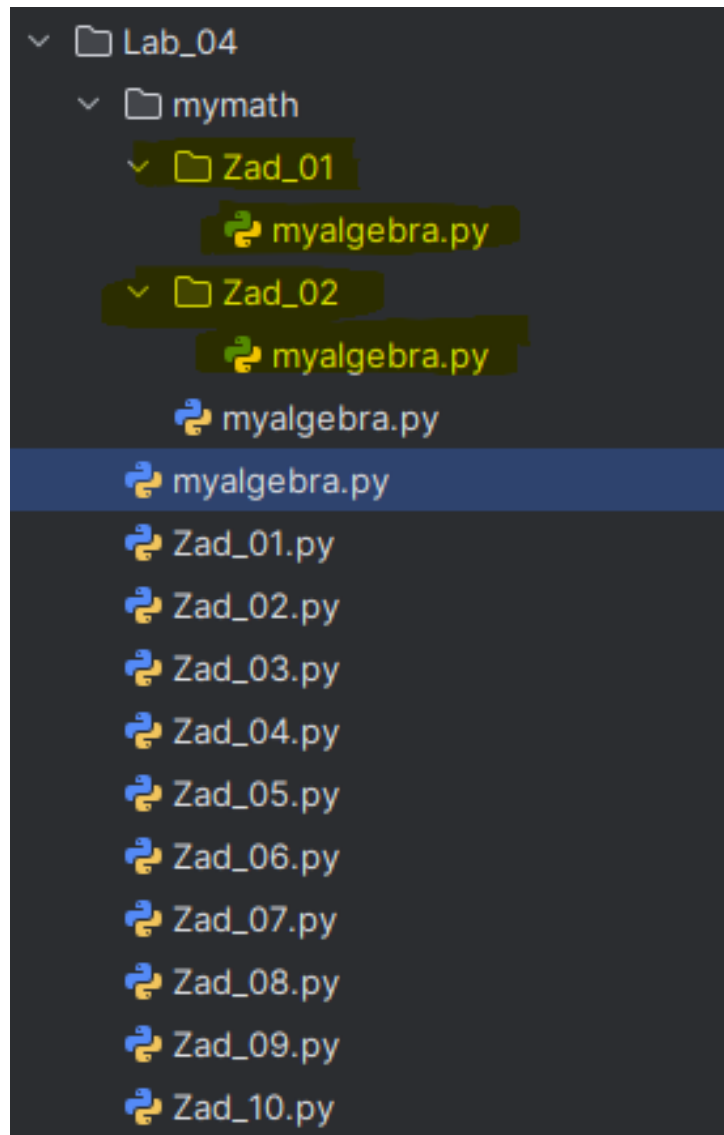 Lab_04
mymath
Zad_01
myalgebra.py
Zad_02
myalgebra.py
myalgebra.py
myalgebra.py
Zad_01.py
Zad_02.py
Zad_03.py
Zad_04.py
Zad_05.py
Zad_06.py
Zad_07.py
Zad_08.py
Zad_09.py
Zad_10.py